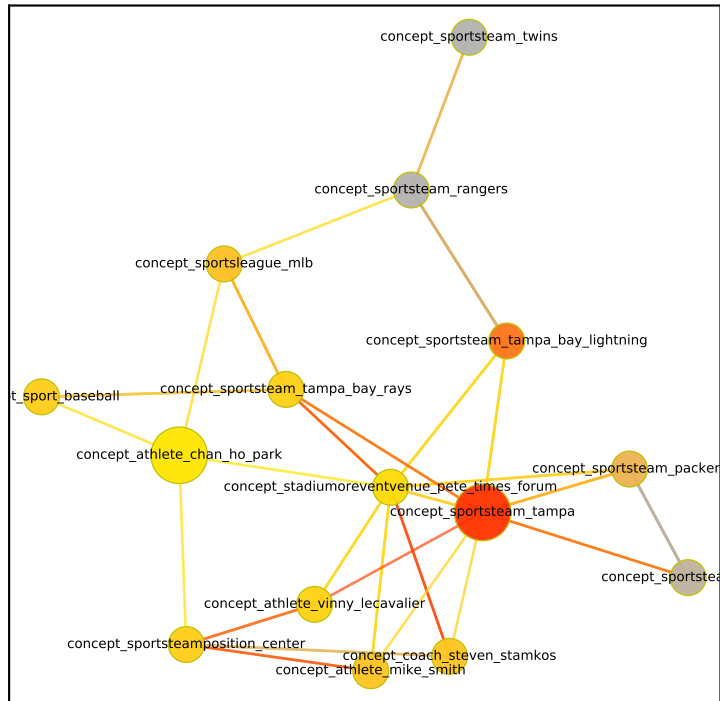 concept_sportsteam_twins
concept_sportsteam_rangers
concept_sportsleague_mlb
concept_sportsteam_tampa_bay_lightning
concept_sportsteam_tampa_bay_rays
t_sport_baseball
concept_athlete_chan_ho_park
concept_sportsteam_packer
concept_stadiumoreventvenue_pete_times_forum
concept_sportsteam_tampa
concept_sportstea
concept_athlete_vinny_lecavalier
concept_sportsteamposition_center
concept_coach_steven_stamkos
concept_athlete_mike_smith